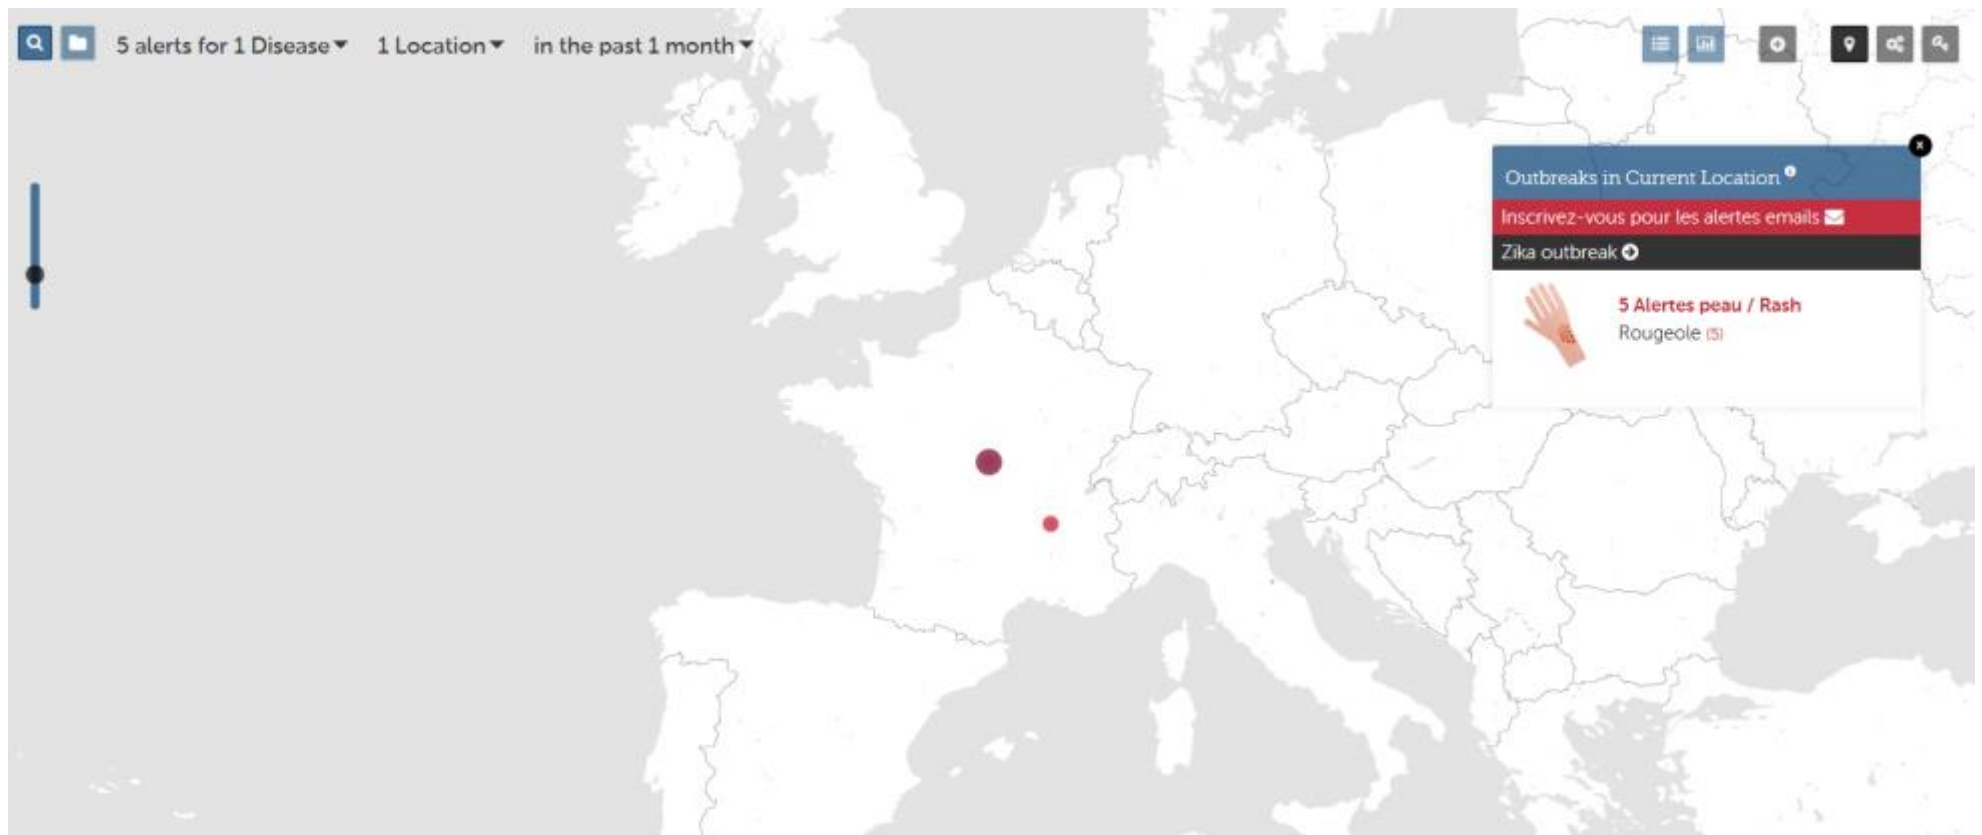 5 alerts for 1 Disease 1 Location in the past 1 month
Outbreaks in Current Location
Inscrivez-vous pour les alertes emails
Zika outbreak
5 Alertes peau / Rash
Rougeole (5)